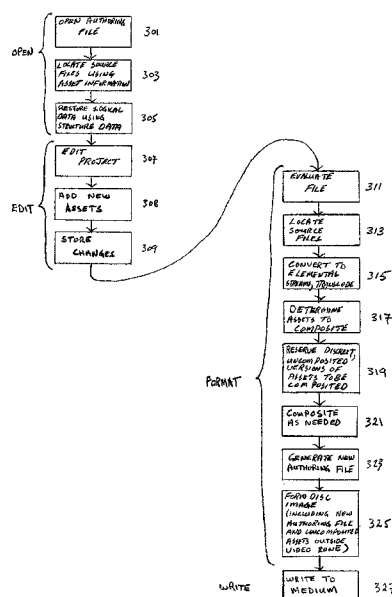 OPEN
OPEN AUTHORING
FILE
301
LOCATE SOURCE
FILES USING
ASSET INFORMATION
303
RESTORE LOGICAL
DATA USING
STRUCTURE DATA
305
EDIT
EDIT
PROJECT
307
ADD NEW
ASSETS
308
STORE
CHANGES
309
FORMAT
EVALUATE
FILE
311
LOCATE
SOURCE
FILES
313
CONVERT TO
ELEMENTAL
STREAMS, TRANSCODE
315
DETERMINE
ASSETS TO
COMPOSITE
317
RESERVE DISCRETE,
UNCOMPOSITED,
VERSIONS OF
ASSETS TO BE
COMPOSITED
319
COMPOSITE
AS NEEDED
321
GENERATE NEW
AUTHORING FILE
323
FORM DISC
IMAGE
(INCLUDING NEW
AUTHORING FILE
AND UNCOMPOSITED
ASSETS OUTSIDE
VIDEO ZONE)
325
WRITE
WRITE TO
MEDIUM
327